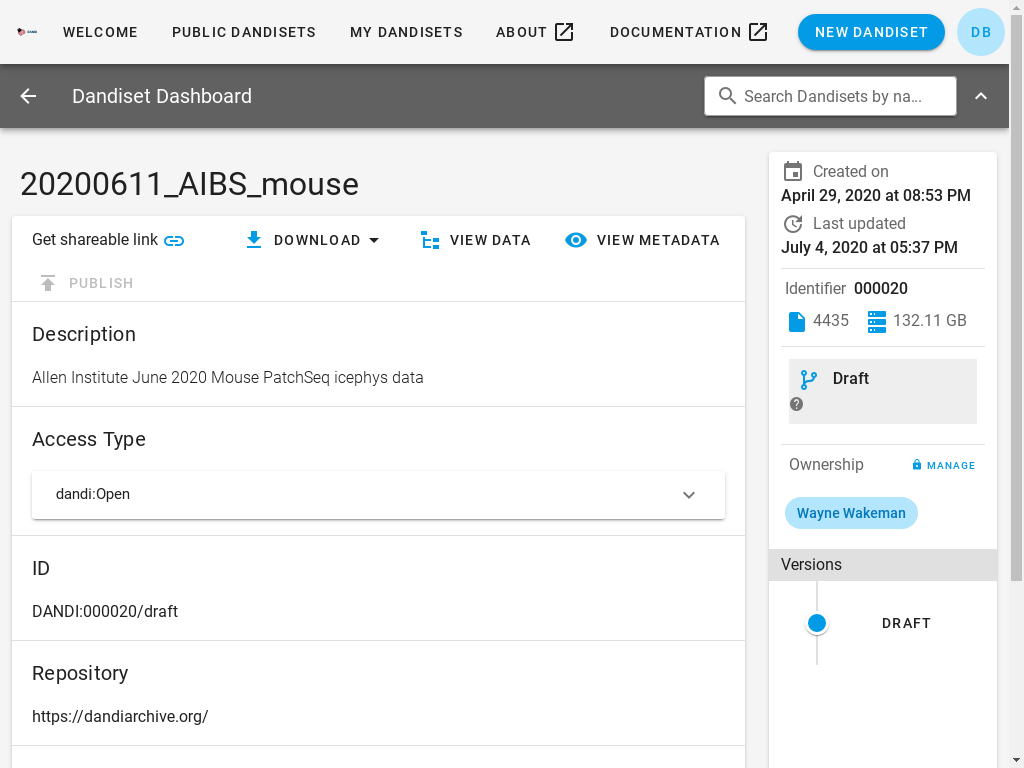 WELCOME PUBLIC DANDISETS MY DANDISETS ABOUT DOCUMENTATION NEW DANDISET DB
Dandiset Dashboard
Search Dandisets by na...
20200611_AIBS_mouse
Get shareable link DOWNLOAD VIEW DATA VIEW METADATA
PUBLISH
Description
Allen Institute June 2020 Mouse PatchSeq icephys data
Access Type
dandi:Open
ID
DANDI:000020/draft
Repository
https://dandiarchive.org/
Created on
April 29, 2020 at 08:53 PM
Last updated
July 4, 2020 at 05:37 PM
Identifier 000020
4435 132.11 GB
Draft
Ownership MANAGE
Wayne Wakeman
Versions
DRAFT